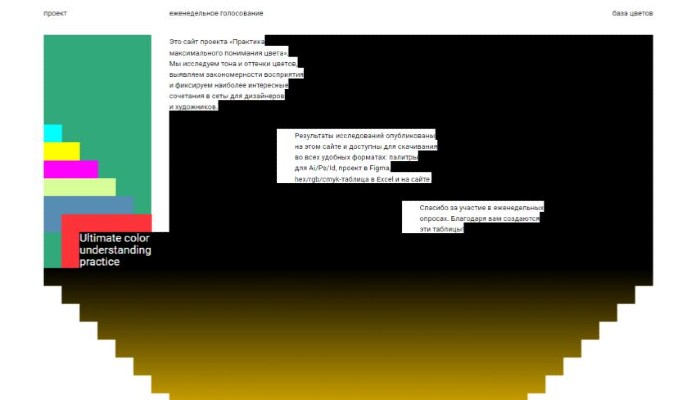 проект
еженедельное голосование
база цветов
Это сайт проекта «Практика
максимального понимания цвета».
Мы исследуем тона и оттенки цветов,
выявляем закономерности восприятия
и фиксируем наиболее интересные
сочетания в сеты для дизайнеров
и художников.
Результаты исследований опубликованы
на этом сайте и доступны для скачивания
во всех удобных форматах: палитры
для Ai/Ps/Id, проект в Figma,
hex/rgb/cmyk-таблица в Excel и на сайте.
Спасибо за участие в еженедельных
опросах. Благодаря вам создаются
эти таблицы!
Ultimate color
understanding
practice